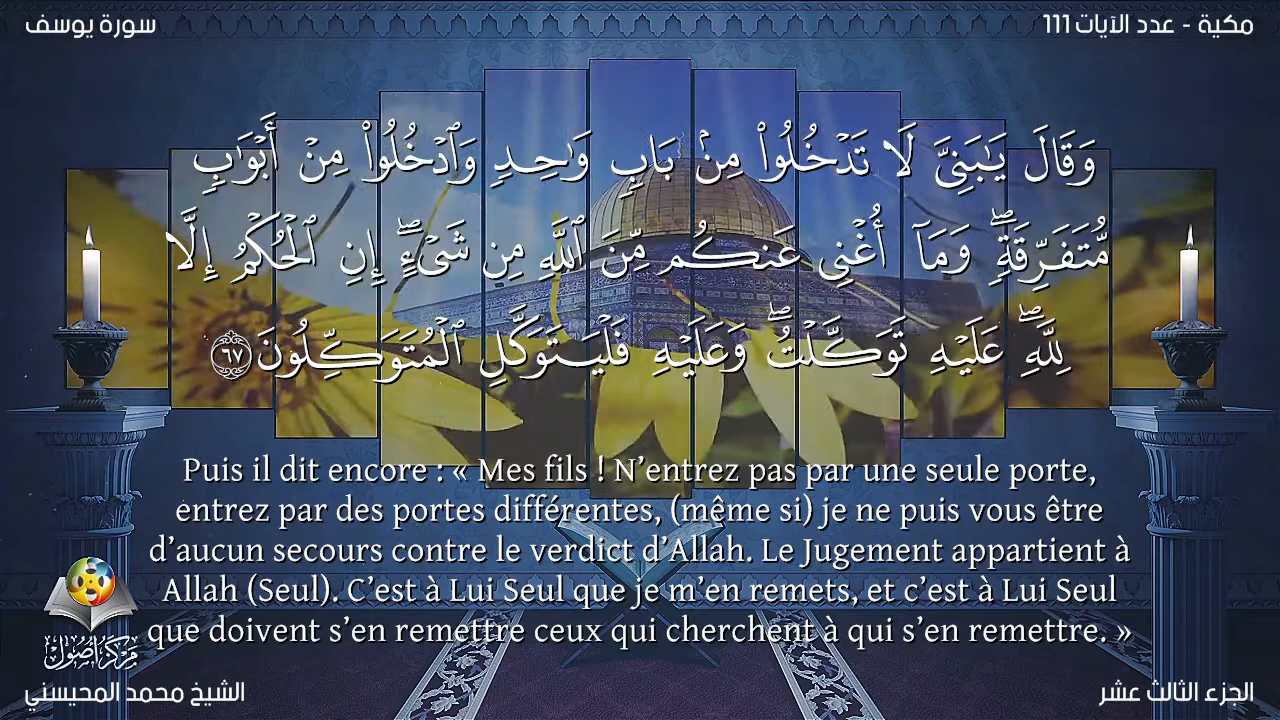 مكية - عدد الآيات 111
سورة يوسف
وَقَالَ يَٰبَنِىَّ لَا تَدْخُلُوا۟ مِنۢ بَابٍ وَٰحِدٍ وَٱدْخُلُوا۟ مِنْ أَبْوَٰبٍ
مُّتَفَرِّقَةٍ ۖ وَمَآ أُغْنِى عَنكُم مِّنَ ٱللَّهِ مِن شَىْءٍ ۖ إِنِ ٱلْحُكْمُ إِلَّا
لِلَّهِ ۖ عَلَيْهِ تَوَكَّلْتُ ۖ وَعَلَيْهِ فَلْيَتَوَكَّلِ ٱلْمُتَوَكِّلُونَ ٦٧
Puis il dit encore : « Mes fils ! N’entrez pas par une seule porte,
entrez par des portes différentes, (même si) je ne puis vous être
d’aucun secours contre le verdict d’Allah. Le Jugement appartient à
Allah (Seul). C’est à Lui Seul que je m’en remets, et c’est à Lui Seul
que doivent s’en remettre ceux qui cherchent à qui s’en remettre. »
مركز أصول
الجزء الثالث عشر
الشيخ محمد المحيسني